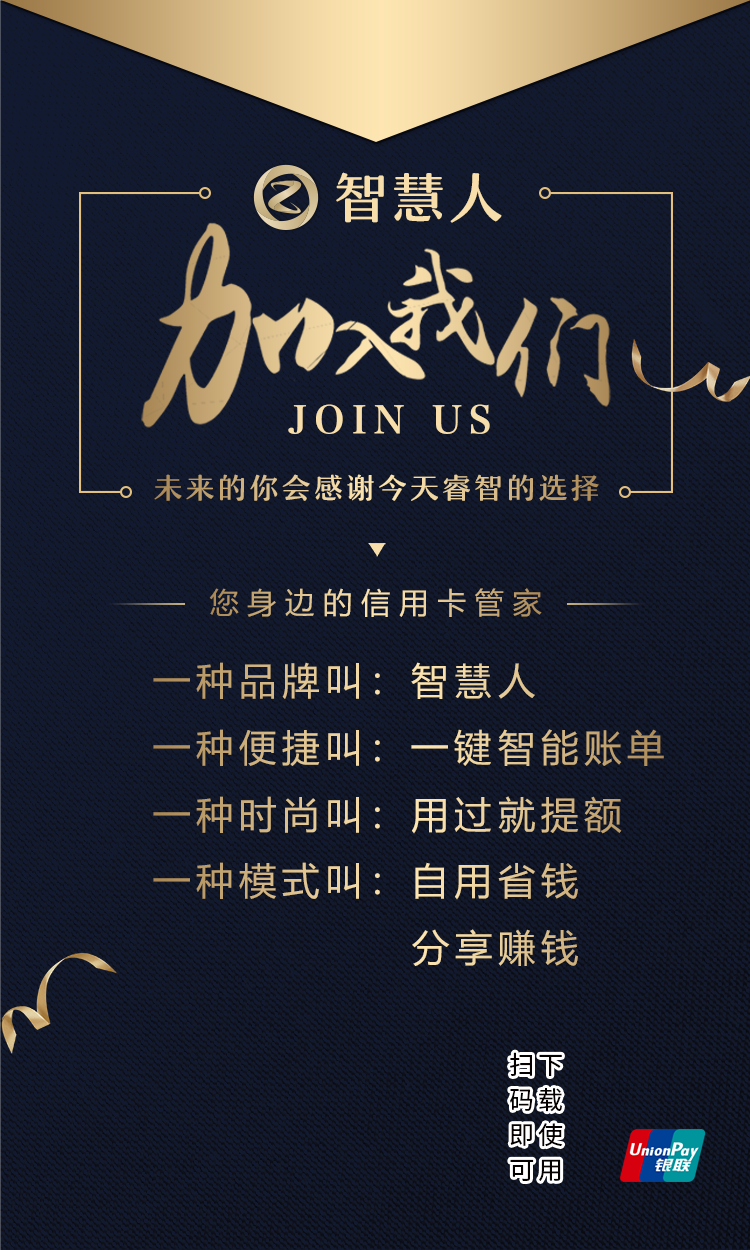 智慧人
加入我们
JOIN US
未来的你会感谢今天睿智的选择
您身边的信用卡管家
一种品牌叫：智慧人
一种便捷叫：一键智能账单
一种时尚叫：用过就提额
一种模式叫：自用省钱
分享赚钱
扫码即可
下载使用
UnionPay
银联